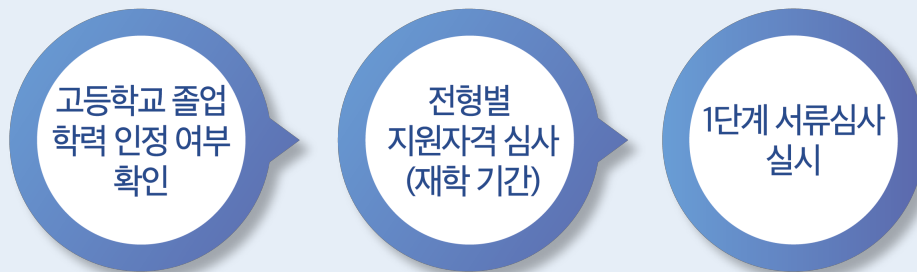 고등학교 졸업
학력 인정 여부
확인
전형별
지원자격 심사
(재학 기간)
1단계 서류심사
실시